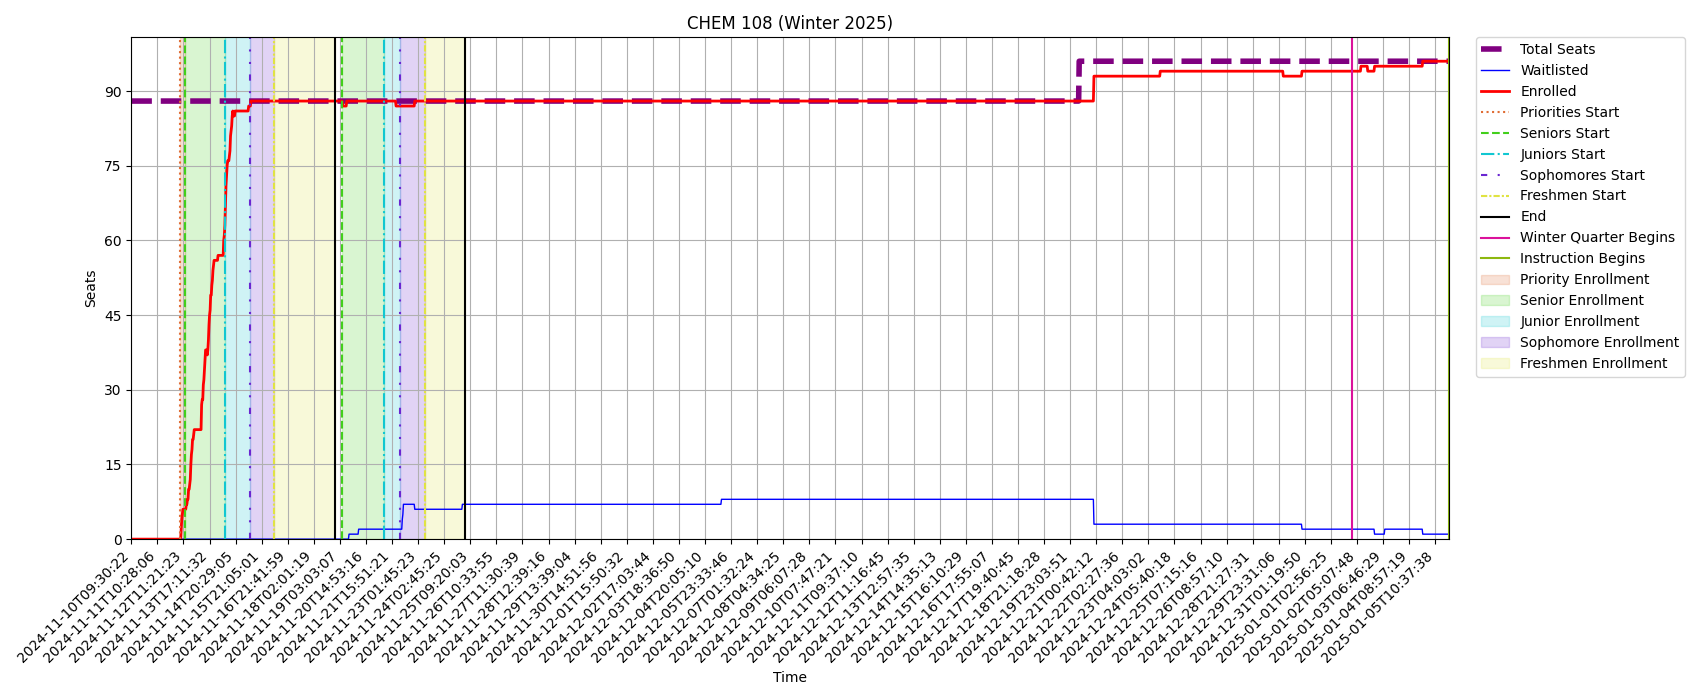 CHEM 108 (Winter 2025)
Seats
90
75
60
45
30
15
0
2024-11-10T09:30:22
2024-11-11T10:28:06
2024-11-12T11:21:23
2024-11-13T17:11:32
2024-11-14T20:29:05
2024-11-15T21:05:01
2024-11-16T21:41:59
2024-11-18T02:01:19
2024-11-19T03:03:07
2024-11-20T14:53:16
2024-11-21T15:51:21
2024-11-23T01:45:23
2024-11-24T02:45:25
2024-11-25T09:20:03
2024-11-26T10:33:55
2024-11-27T11:30:39
2024-11-28T12:39:16
2024-11-29T13:39:04
2024-11-30T14:51:56
2024-12-01T15:50:32
2024-12-02T17:03:44
2024-12-03T18:36:50
2024-12-04T20:05:10
2024-12-05T23:33:46
2024-12-07T01:32:24
2024-12-08T04:34:25
2024-12-09T06:07:28
2024-12-10T07:47:21
2024-12-11T09:37:10
2024-12-12T11:16:45
2024-12-13T12:57:35
2024-12-14T14:35:13
2024-12-15T16:10:29
2024-12-16T17:55:07
2024-12-17T19:40:45
2024-12-18T21:18:28
2024-12-19T23:03:51
2024-12-21T00:42:12
2024-12-22T02:27:36
2024-12-23T04:03:02
2024-12-24T05:40:18
2024-12-25T07:15:16
2024-12-26T08:57:10
2024-12-28T21:27:31
2024-12-29T23:31:06
2024-12-31T01:19:50
2025-01-01T02:56:25
2025-01-02T05:07:48
2025-01-03T06:46:29
2025-01-04T08:57:19
2025-01-05T10:37:38
Time
Total Seats
Waitlisted
Enrolled
Priorities Start
Seniors Start
Juniors Start
Sophomores Start
Freshmen Start
End
Winter Quarter Begins
Instruction Begins
Priority Enrollment
Senior Enrollment
Junior Enrollment
Sophomore Enrollment
Freshmen Enrollment